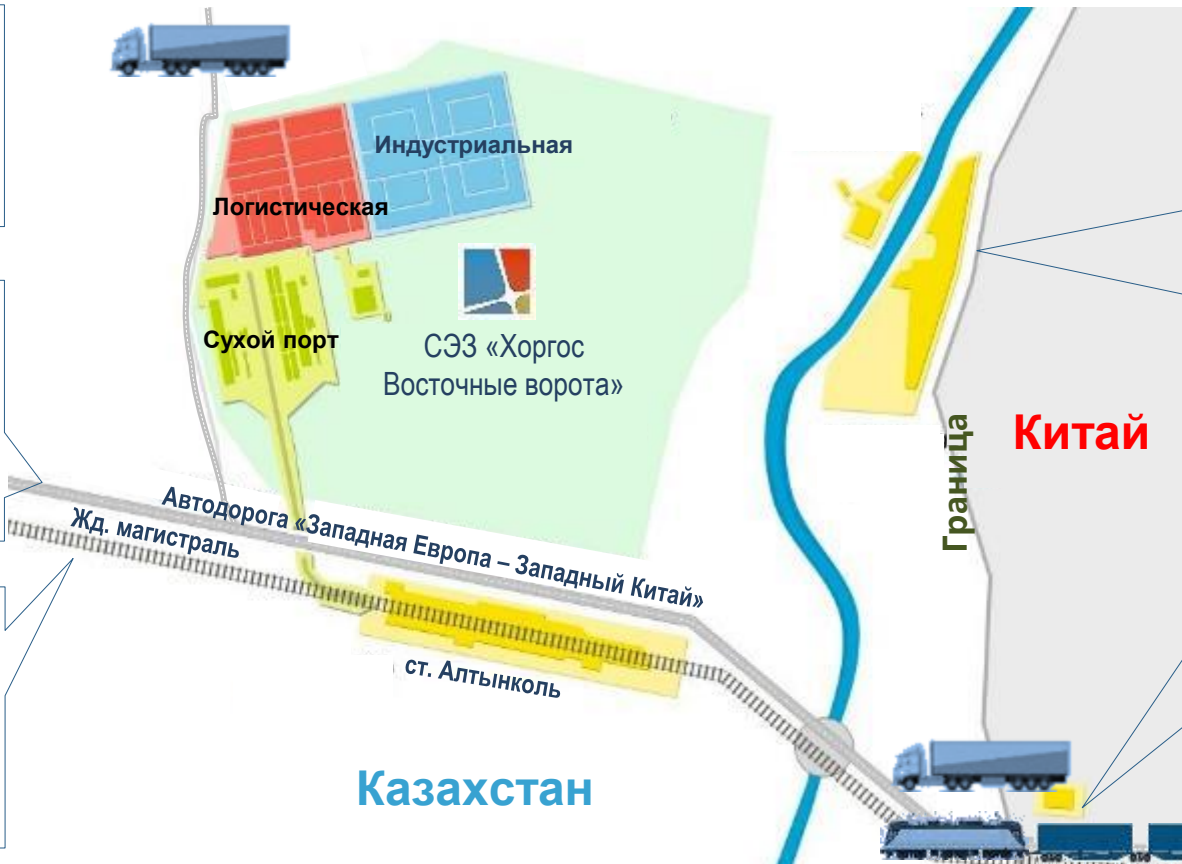 Индустриальная
Логистическая
Сухой порт
СЭЗ «Хоргос
Восточные ворота»
Китай
Граница
Автодорога «Западная Европа – Западный Китай»
Жд. магистраль
ст. Алтынколь
Казахстан